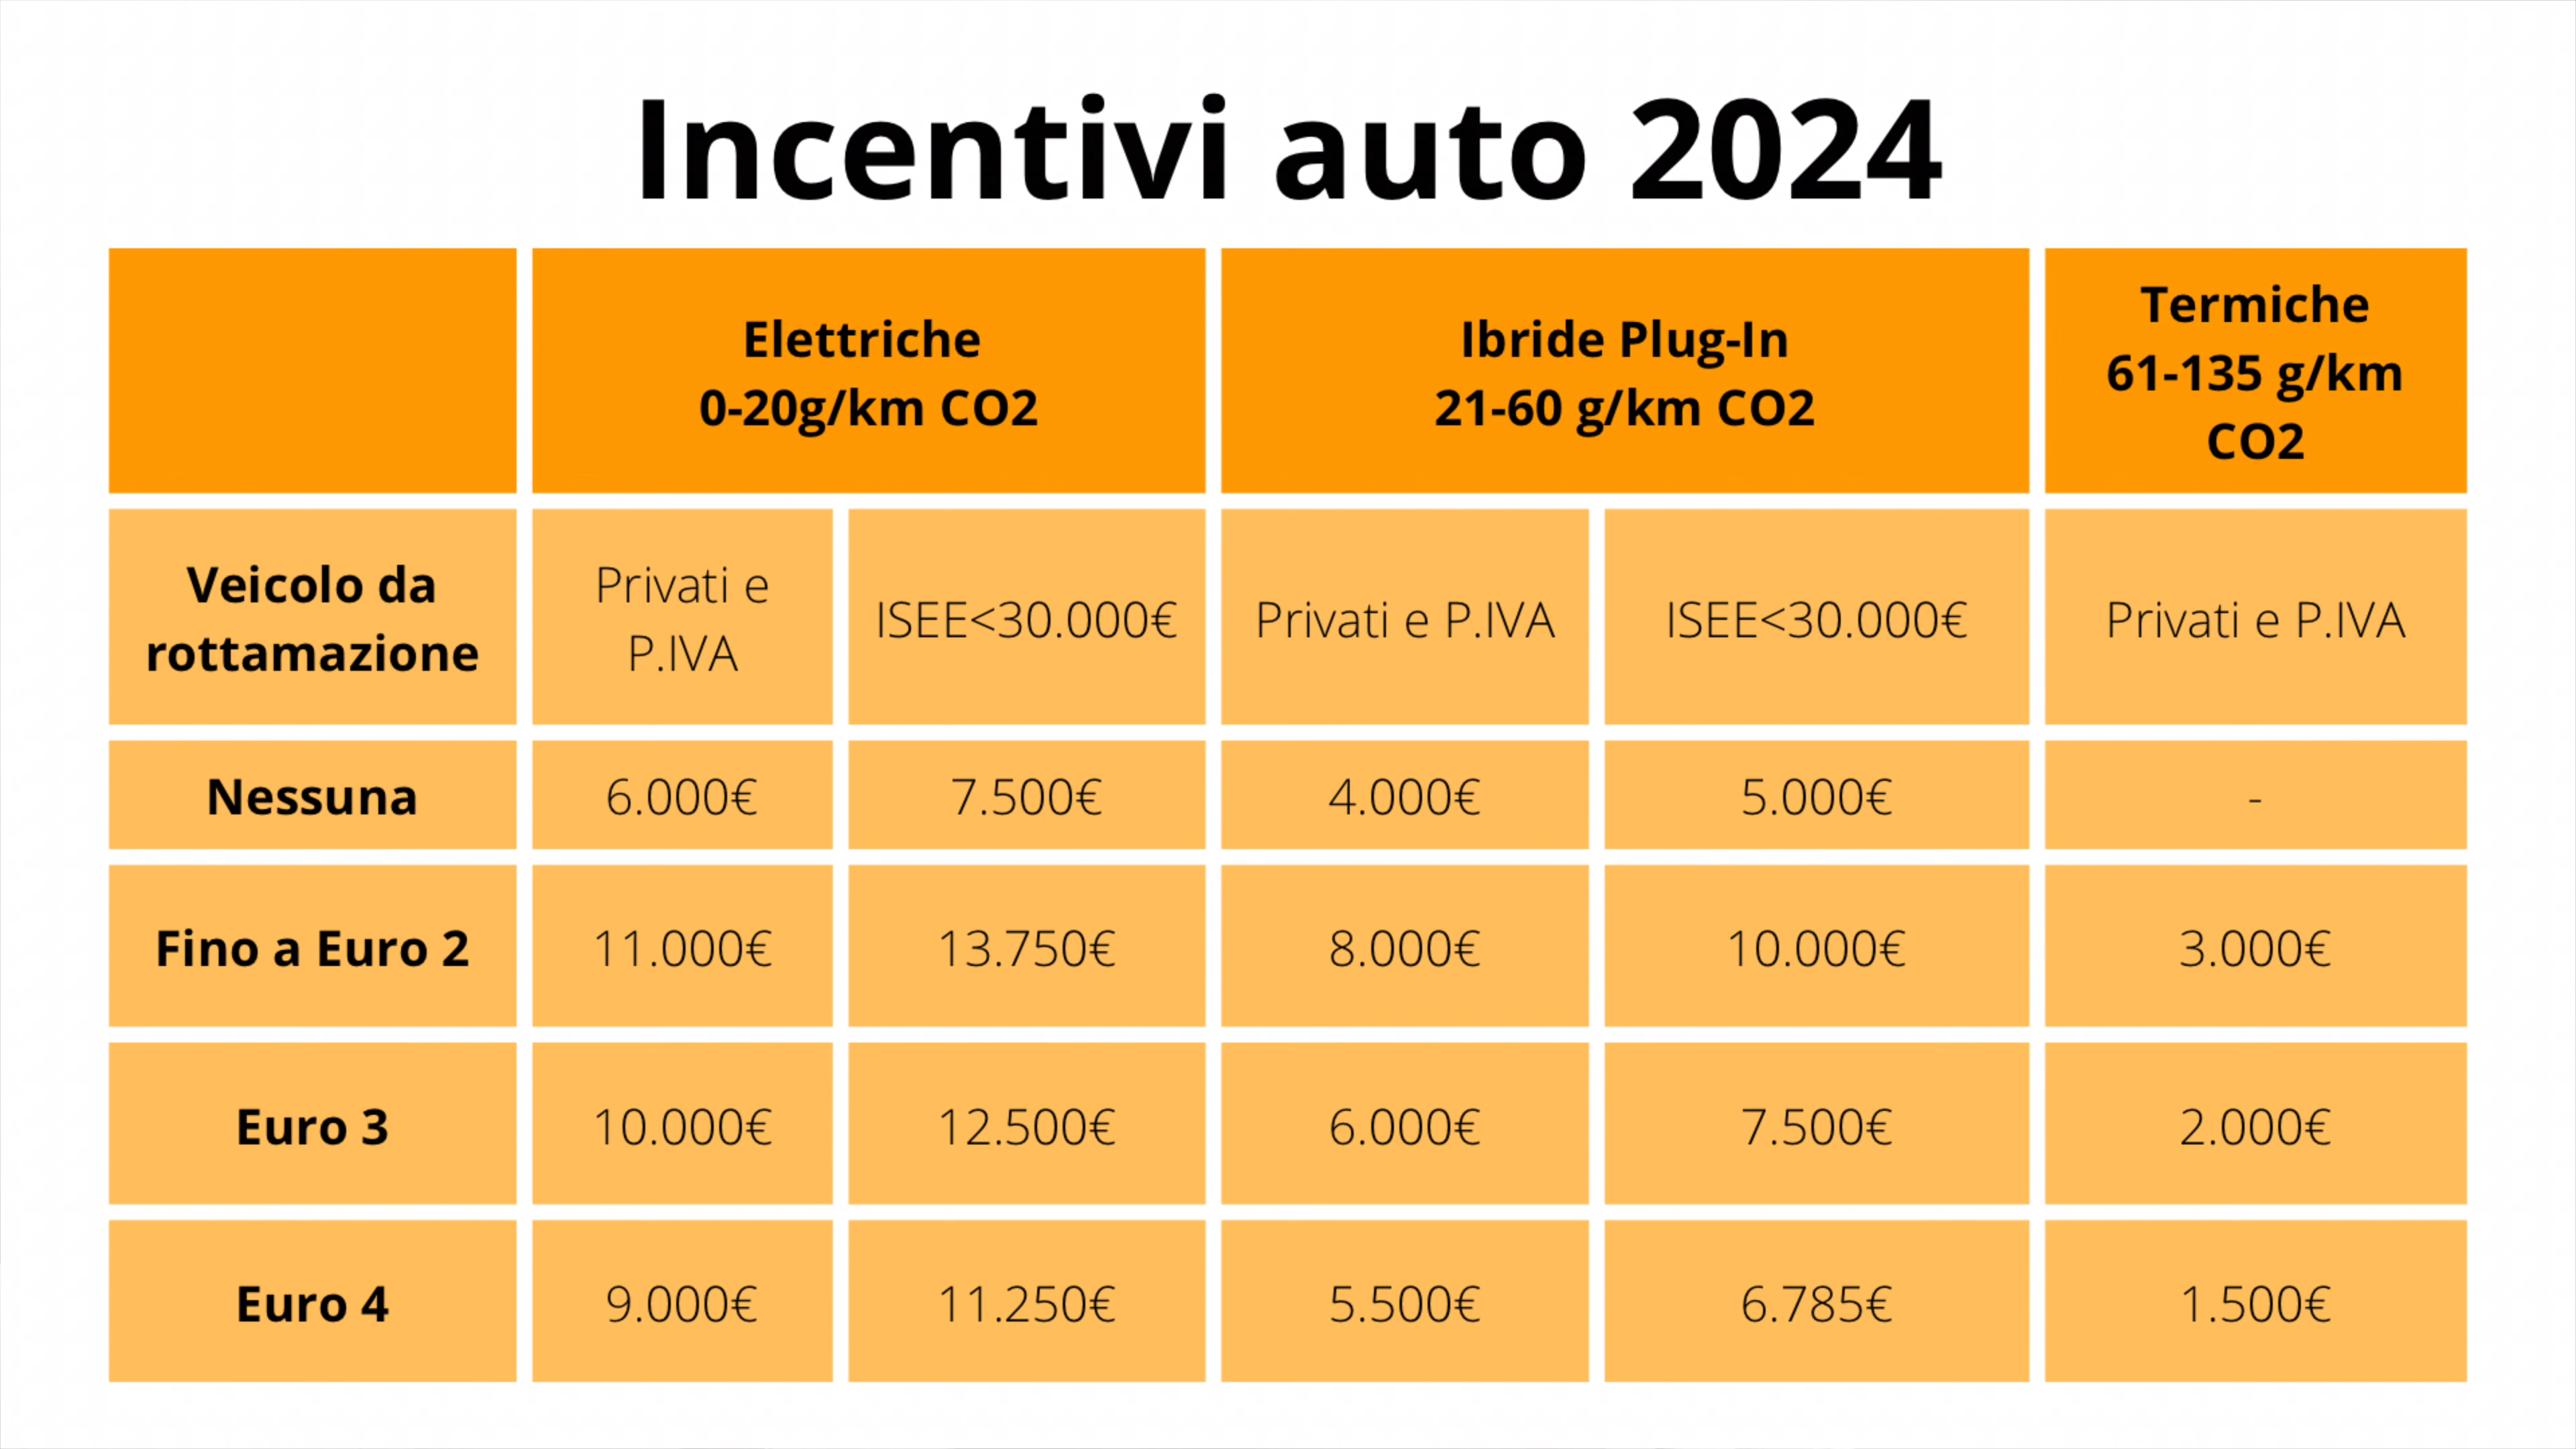 Incentivi auto 2024
Elettriche
0-20g/km CO2
Ibride Plug-In
21-60 g/km CO2
Termiche
61-135 g/km
CO2
Veicolo da
rottamazione
Privati e
P.IVA
ISEE<30.000€
Privati e P.IVA
ISEE<30.000€
Privati e P.IVA
Nessuna
6.000€
7.500€
4.000€
5.000€
-
Fino a Euro 2
11.000€
13.750€
8.000€
10.000€
3.000€
Euro 3
10.000€
12.500€
6.000€
7.500€
2.000€
Euro 4
9.000€
11.250€
5.500€
6.785€
1.500€